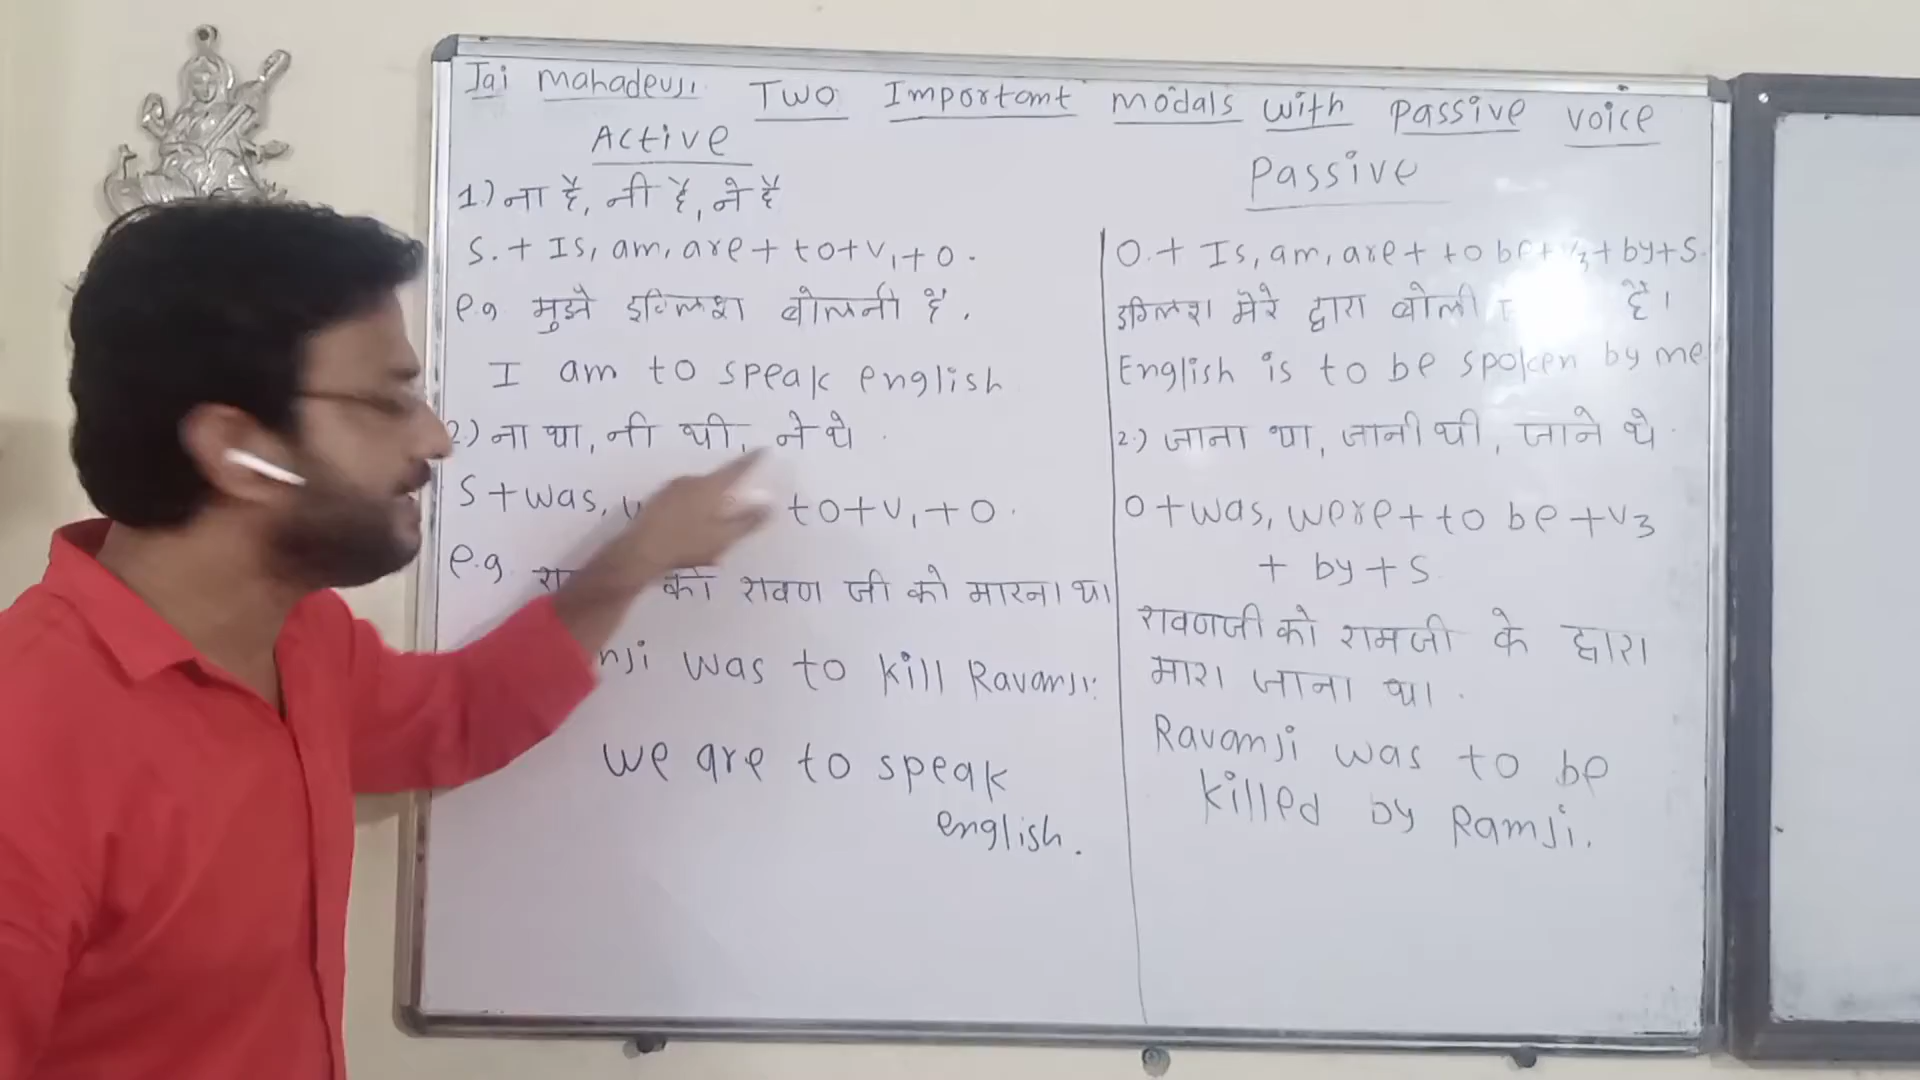 Jai Mahadevji. Two Important Modals with Passive Voice
Active
1) ना है, नी है, ने हैं
S. + Is, am, are + to + V1 + O.
e.g मुझे इंग्लिश बोलनी है.
I am to speak english
2.) ना था, नी थी, ने थे
S + was, to + V1 + O.
e.g. को रावण जी को मारना था।
was to kill Ravanji.
we are to speak
english.
Passive
O. + Is, am, are + to be + V3 + by + S.
इंग्लिश मेरे द्वारा बोली है।
English is to be spoken by me
2.) जाना था, जानी थी, जाने थे
O + was, were + to be + V3
+ by + S
रावणजी को रामजी के द्वारा
मारा जाना था।
Ravanji was to be
killed by Ramji.